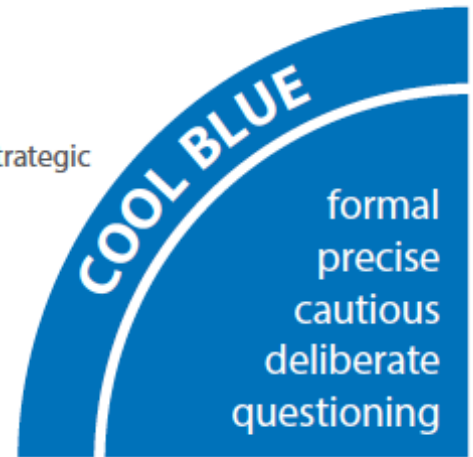 COOL BLUE
trategic
formal
precise
cautious
deliberate
questioning